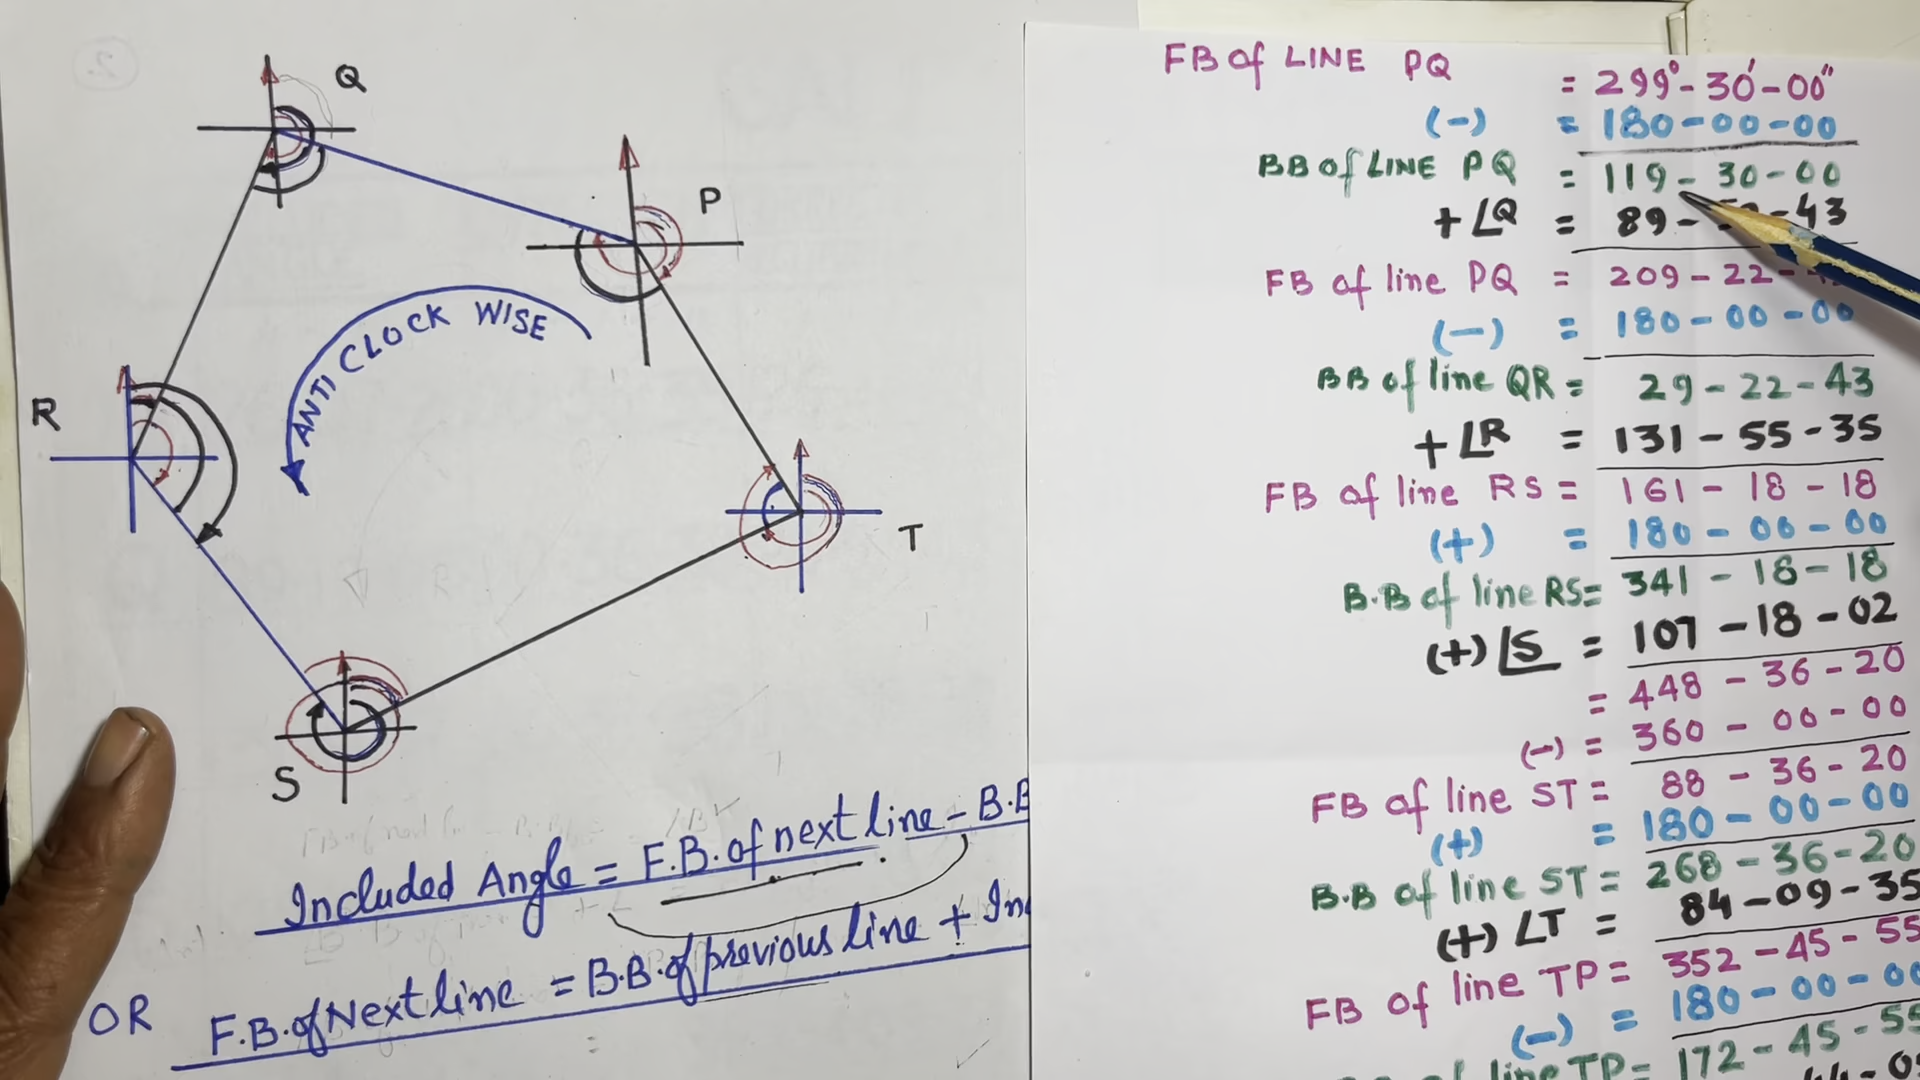 2.
Q
P
ANTI CLOCK WISE
R
T
S
Included Angle = F.B. of next line - B.B
OR F.B. of Next line = B.B. of previous line + In
FB of LINE PQ = 299° - 30' - 00"
(-) = 180 - 00 - 00
BB of LINE PQ = 119 - 30 - 00
+∠Q = 89 - - 43
FB of line PQ = 209 - 22 -
(-) = 180 - 00 - 00
BB of line QR = 29 - 22 - 43
+∠R = 131 - 55 - 35
FB of line RS = 161 - 18 - 18
(+) = 180 - 00 - 00
B.B of line RS = 341 - 18 - 18
(+) ∠S = 107 - 18 - 02
= 448 - 36 - 20
(-) = 360 - 00 - 00
FB of line ST = 88 - 36 - 20
(+) = 180 - 00 - 00
B.B of line ST = 268 - 36 - 20
(+) ∠T = 84 - 09 - 35
FB of line TP = 352 - 45 - 55
(-) = 180 - 00 - 00
line TP = 172 - 45 - 55